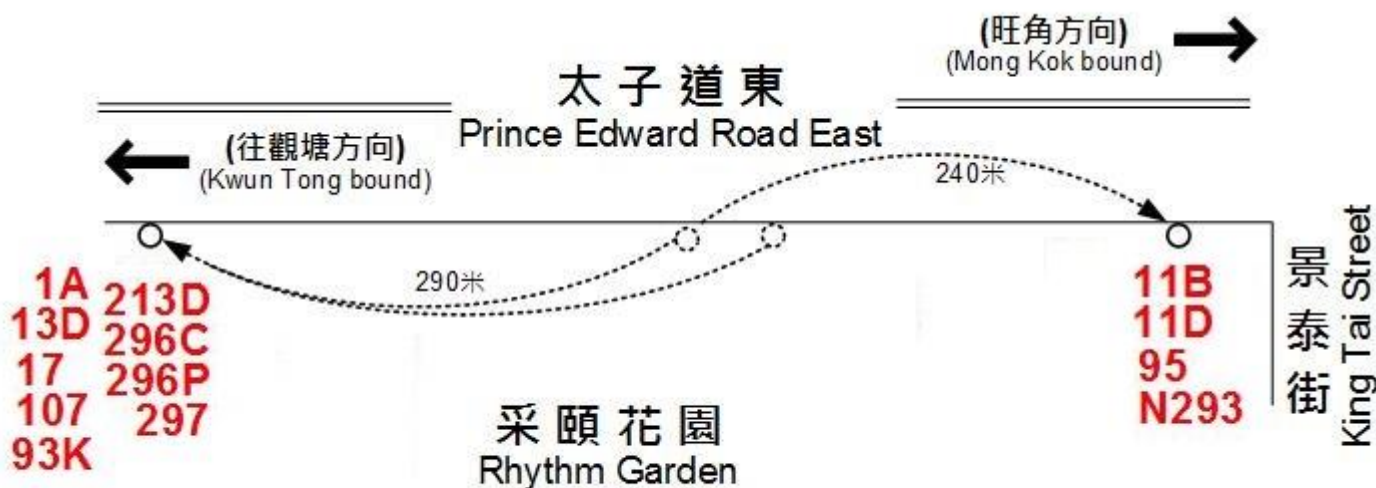 (旺角方向)
(Mong Kok bound)
太子道東
Prince Edward Road East
(往觀塘方向)
(Kwun Tong bound)
240米
290米
1A
13D
17
107
93K
213D
296C
296P
297
11B
11D
95
N293
景泰街
King Tai Street
采頤花園
Rhythm Garden